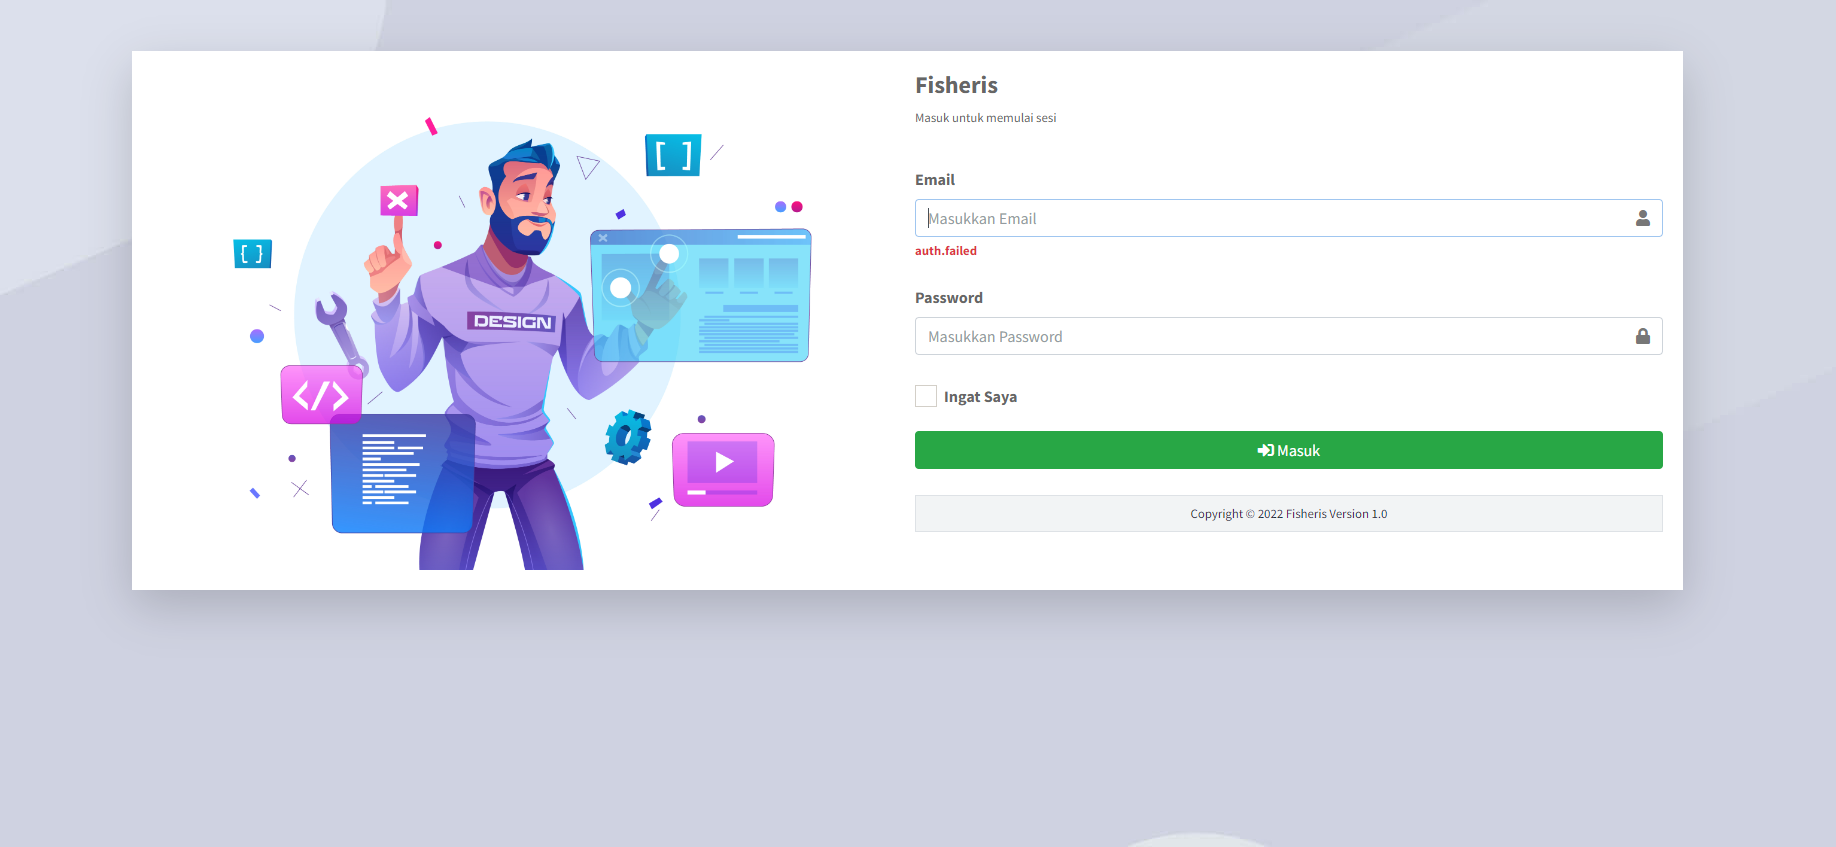 Fisheris
Masuk untuk memulai sesi
Email
Masukkan Email
auth.failed
Password
Masukkan Password
Ingat Saya
Masuk
Copyright © 2022 Fisheris Version 1.0
[ ]
{ }
DESIGN
</>